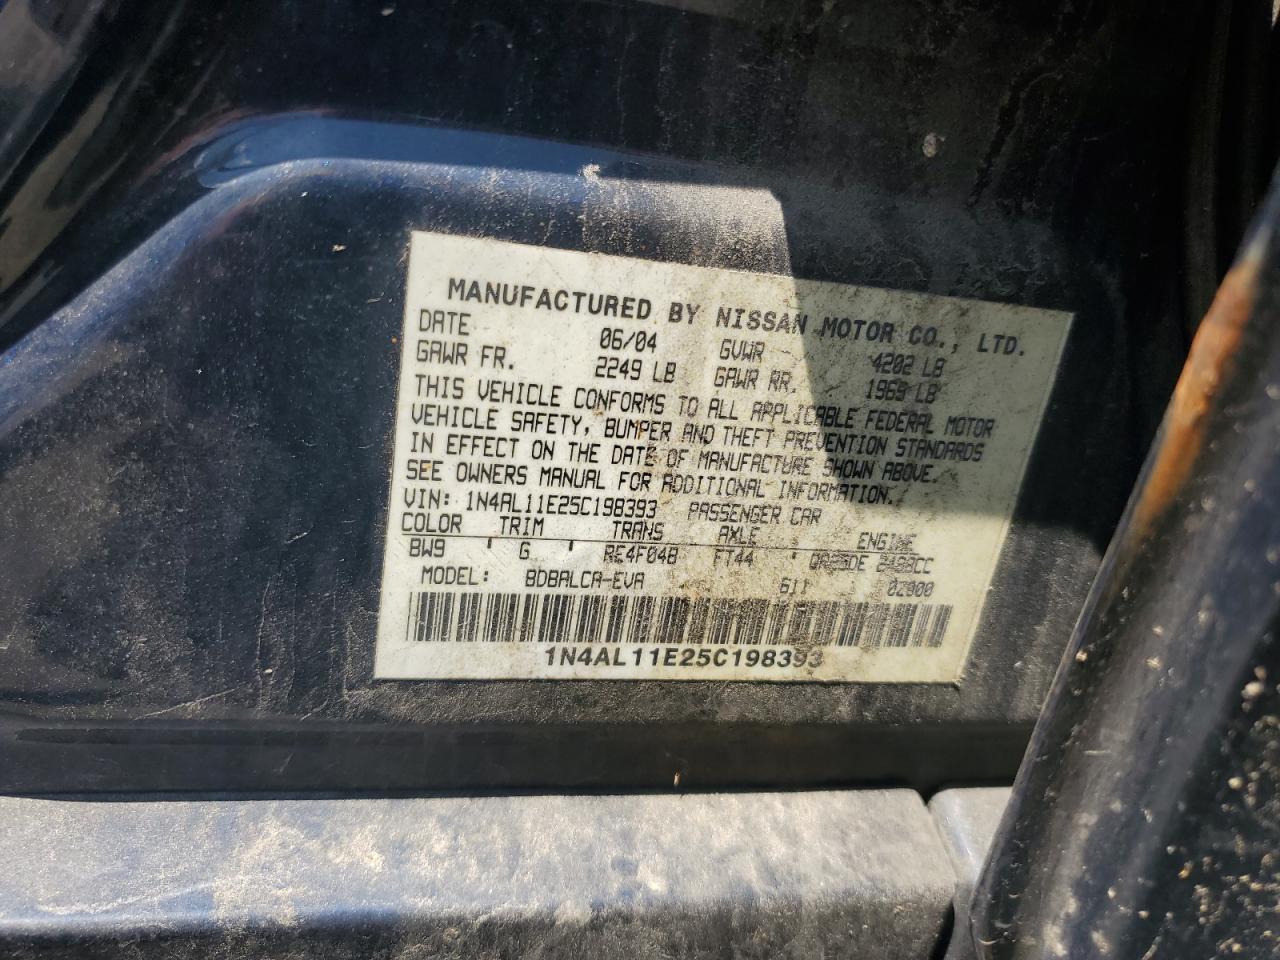 MANUFACTURED BY NISSAN MOTOR CO., LTD.
DATE 06/04 GVWR 4202 LB
GAWR FR. 2249 LB GAWR RR. 1969 LB
THIS VEHICLE CONFORMS TO ALL APPLICABLE FEDERAL MOTOR
VEHICLE SAFETY, BUMPER AND THEFT PREVENTION STANDARDS
IN EFFECT ON THE DATE OF MANUFACTURE SHOWN ABOVE.
SEE OWNERS MANUAL FOR ADDITIONAL INFORMATION.
VIN: 1N4AL11E25C198393 PASSENGER CAR
COLOR TRIM TRANS AXLE ENGINE
BW9 G RE4F04B FT44 QR25DE 2488CC
MODEL: BDBALCA-EVA 611
1N4AL11E25C198393